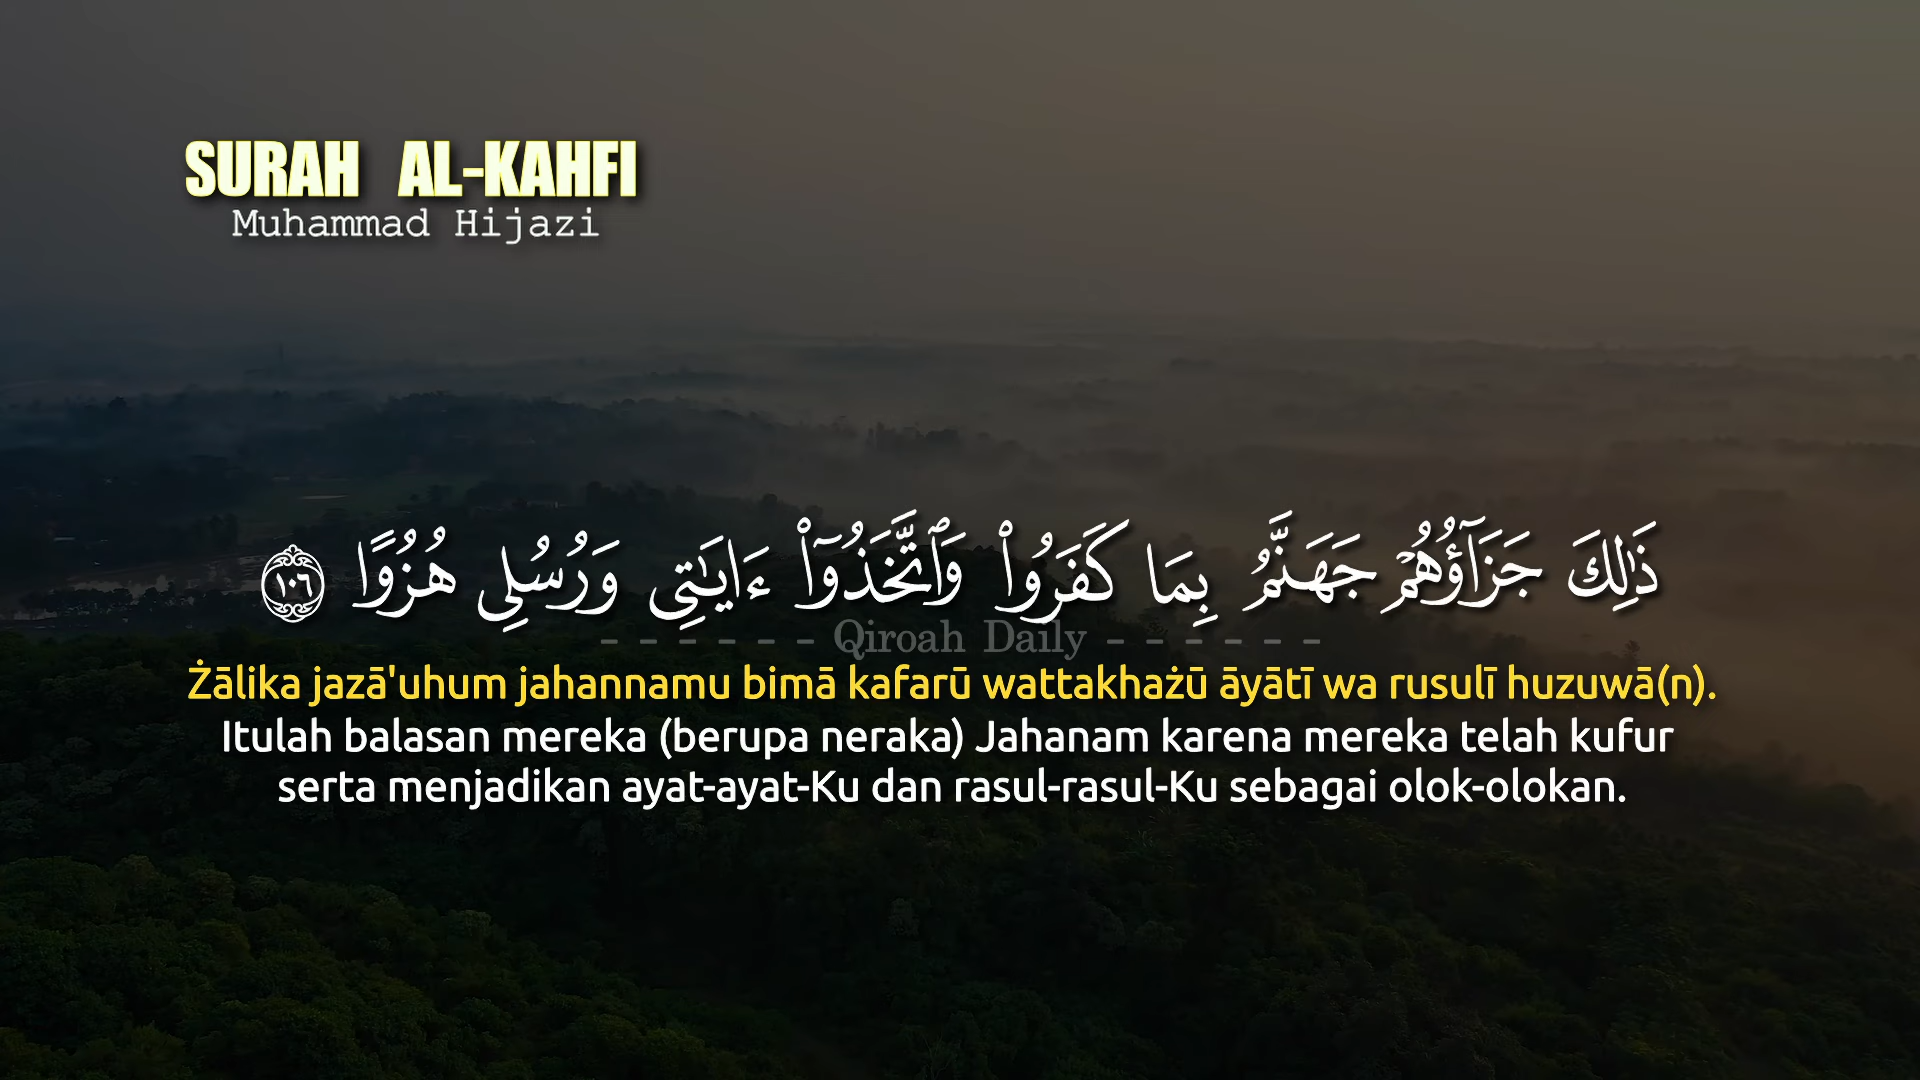 SURAH AL-KAHFI
Muhammad Hijazi
ذَٰلِكَ جَزَآؤُهُمْ جَهَنَّمُ بِمَا كَفَرُوا۟ وَٱتَّخَذُوٓا۟ ءَايَـٰتِى وَرُسُلِى هُزُوًا ١٠٦
- - - - - - Qiroah Daily - - - - - -
Żālika jazā'uhum jahannamu bimā kafarū wattakhażū āyātī wa rusulī huzuwā(n).
Itulah balasan mereka (berupa neraka) Jahanam karena mereka telah kufur
serta menjadikan ayat-ayat-Ku dan rasul-rasul-Ku sebagai olok-olokan.